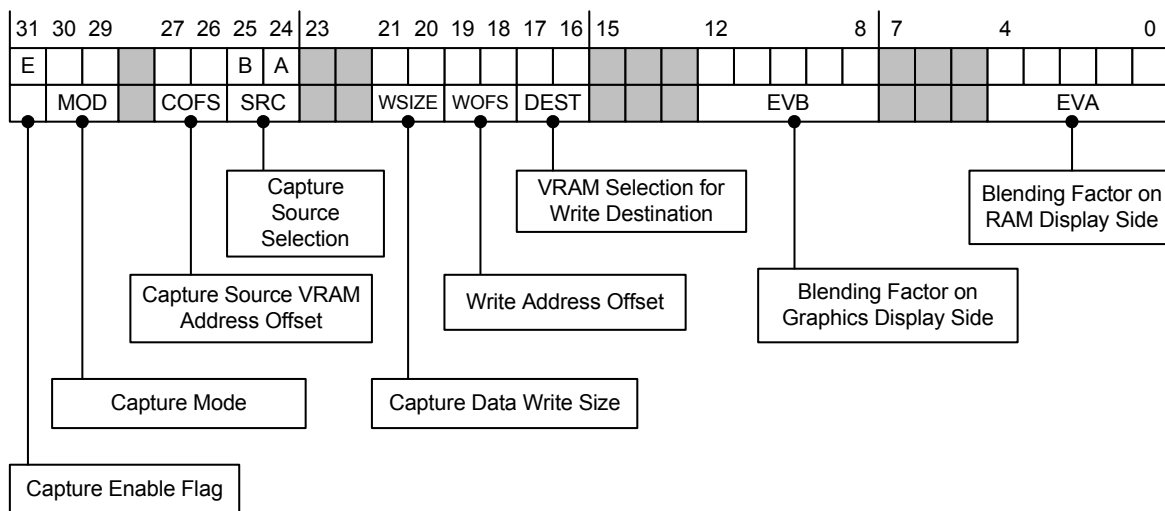 31 30 29 27 26 25 24 23 21 20 19 18 17 16 15 12 8 7 4 0
E B A
MOD COFS SRC WSIZE WOFS DEST EVB EVA
Capture
Source
Selection
VRAM Selection for
Write Destination
Blending Factor on
RAM Display Side
Capture Source VRAM
Address Offset
Write Address Offset
Blending Factor on
Graphics Display Side
Capture Mode
Capture Data Write Size
Capture Enable Flag